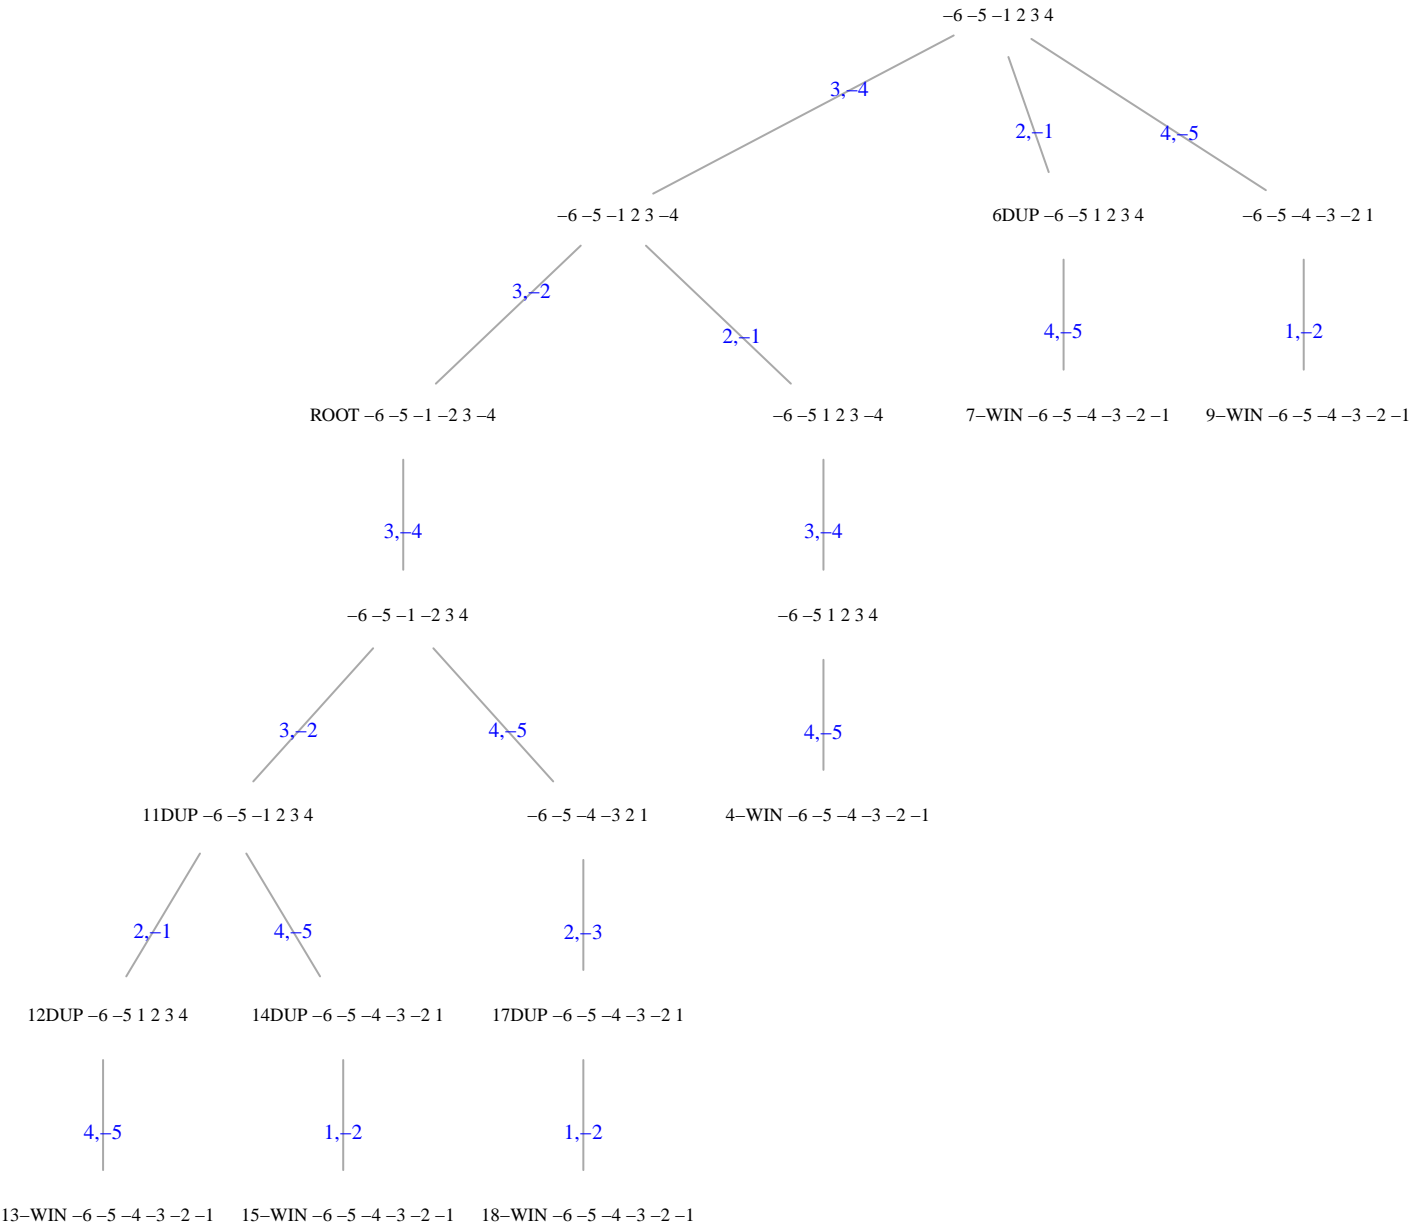 –6 –5 –1 2 3 4
3,–4
2,–1
4,–5
–6 –5 –1 2 3 –4
6DUP –6 –5 1 2 3 4
–6 –5 –4 –3 –2 1
3,–2
2,–1
4,–5
1,–2
ROOT –6 –5 –1 –2 3 –4
–6 –5 1 2 3 –4
7–WIN –6 –5 –4 –3 –2 –1
9–WIN –6 –5 –4 –3 –2 –1
3,–4
3,–4
–6 –5 –1 –2 3 4
–6 –5 1 2 3 4
3,–2
4,–5
4,–5
11DUP –6 –5 –1 2 3 4
–6 –5 –4 –3 2 1
4–WIN –6 –5 –4 –3 –2 –1
2,–1
4,–5
2,–3
12DUP –6 –5 1 2 3 4
14DUP –6 –5 –4 –3 –2 1
17DUP –6 –5 –4 –3 –2 1
4,–5
1,–2
1,–2
13–WIN –6 –5 –4 –3 –2 –1
15–WIN –6 –5 –4 –3 –2 –1
18–WIN –6 –5 –4 –3 –2 –1